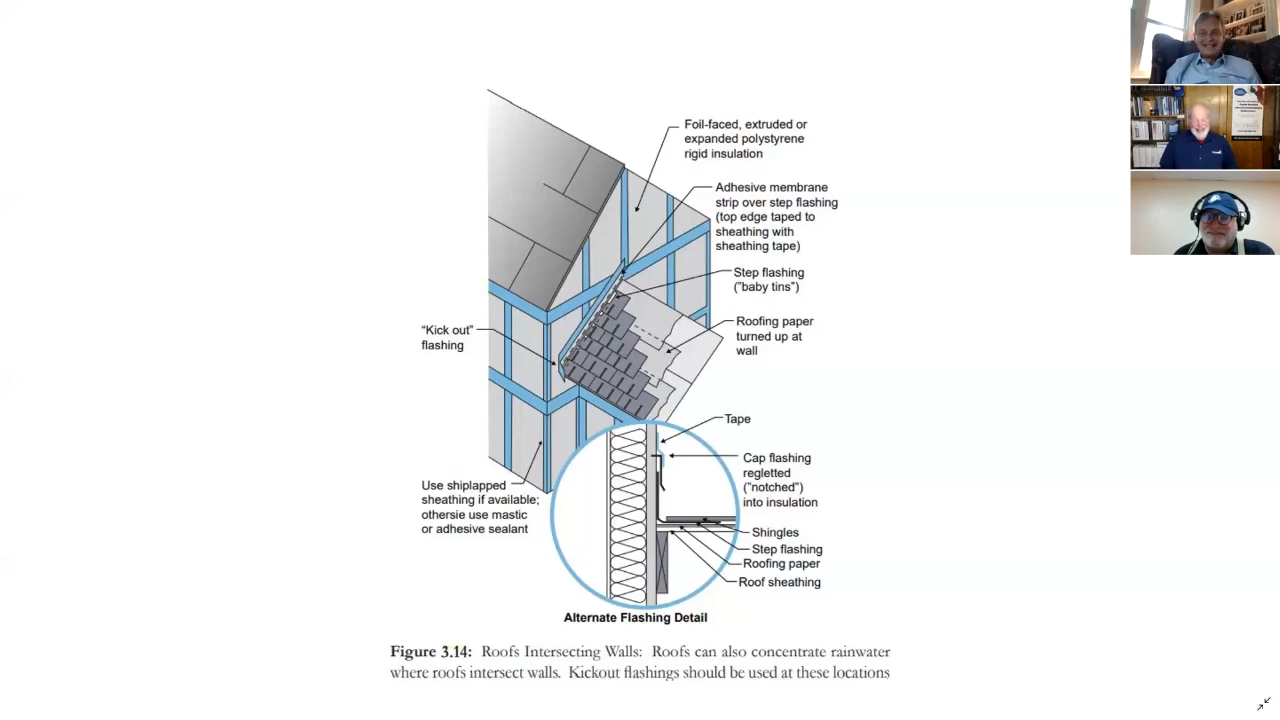 Foil-faced, extruded or
expanded polystyrene
rigid insulation
Adhesive membrane
strip over step flashing
(top edge taped to
sheathing with
sheathing tape)
Step flashing
("baby tins")
Roofing paper
turned up at
wall
"Kick out"
flashing
Tape
Cap flashing
regletted
("notched")
into insulation
Use shiplapped
sheathing if available;
othersie use mastic
or adhesive sealant
Shingles
Step flashing
Roofing paper
Roof sheathing
Alternate Flashing Detail
Figure 3.14: Roofs Intersecting Walls: Roofs can also concentrate rainwater
where roofs intersect walls. Kickout flashings should be used at these locations